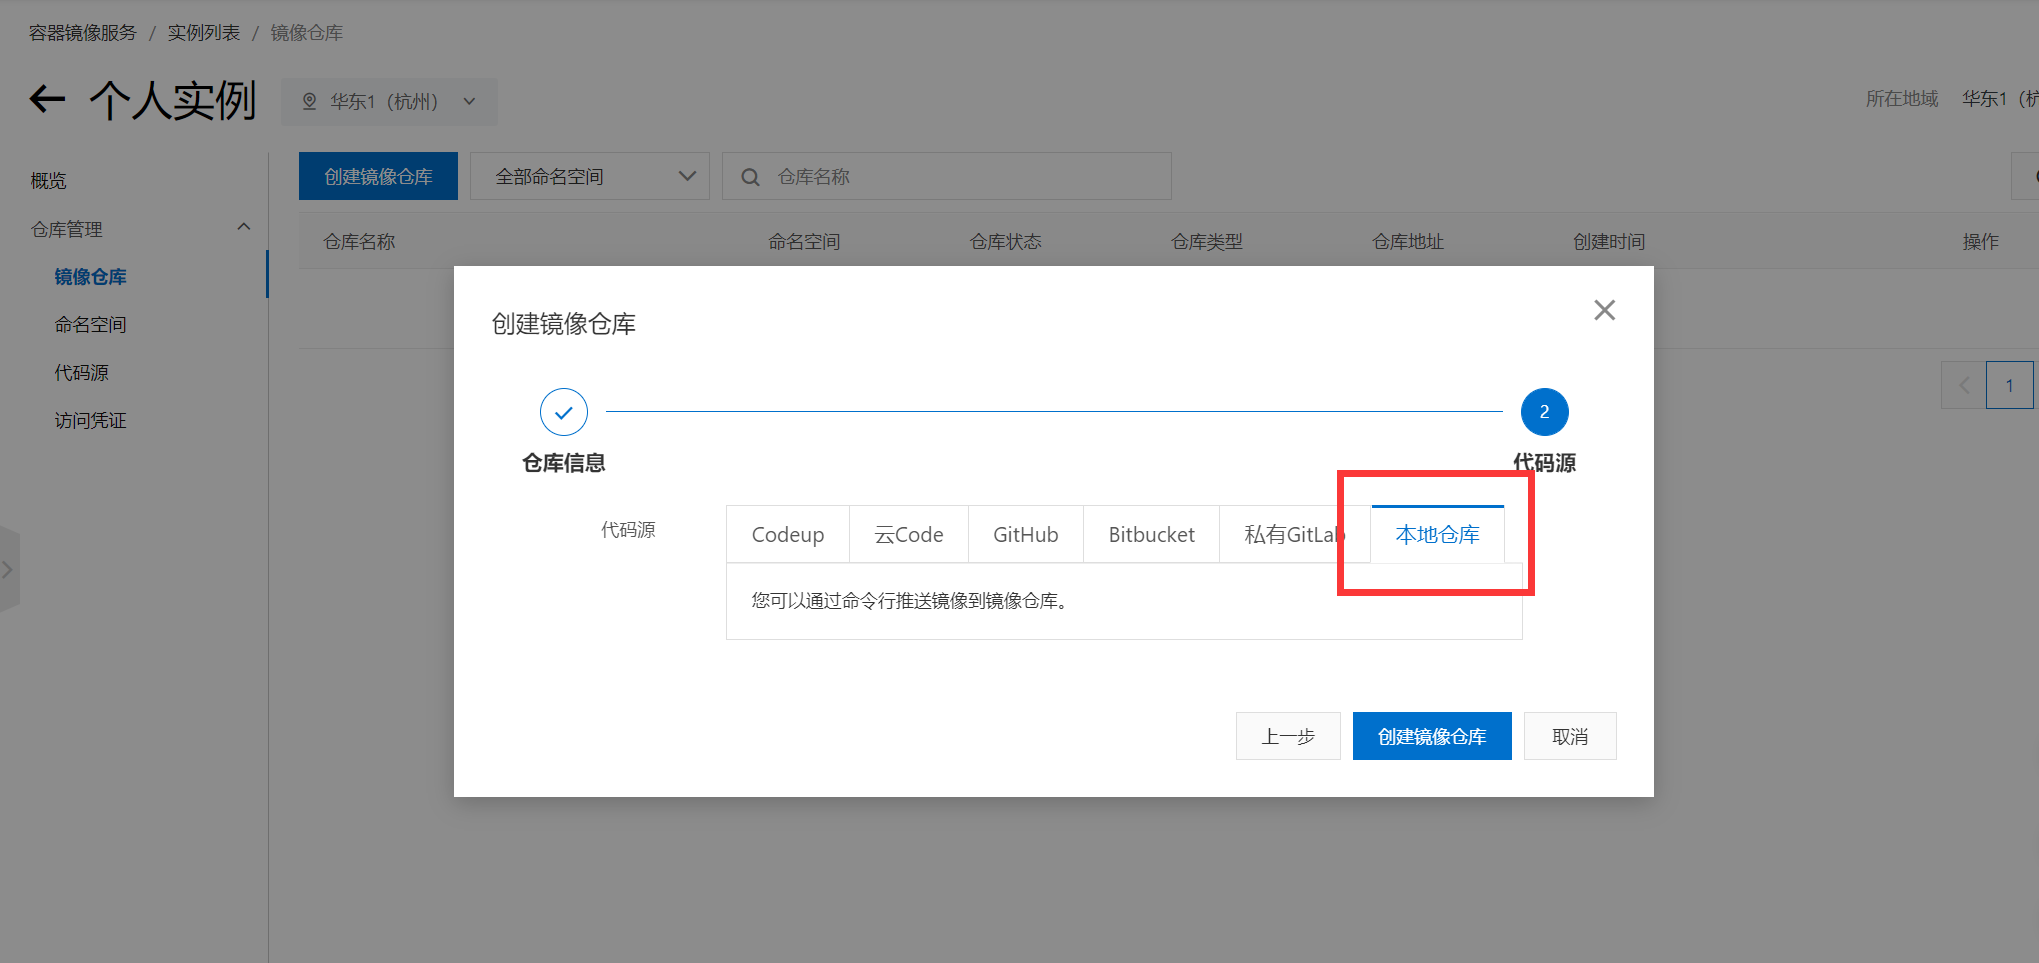 容器镜像服务 / 实例列表 / 镜像仓库
个人实例
华东1（杭州）
所在地域 华东1（杭
概览
仓库管理
镜像仓库
命名空间
代码源
访问凭证
创建镜像仓库
全部命名空间
仓库名称
仓库名称 命名空间 仓库状态 仓库类型 仓库地址 创建时间 操作
1
创建镜像仓库
2
仓库信息 代码源
代码源
Codeup 云Code GitHub Bitbucket 私有GitLab 本地仓库
您可以通过命令行推送镜像到镜像仓库。
上一步 创建镜像仓库 取消